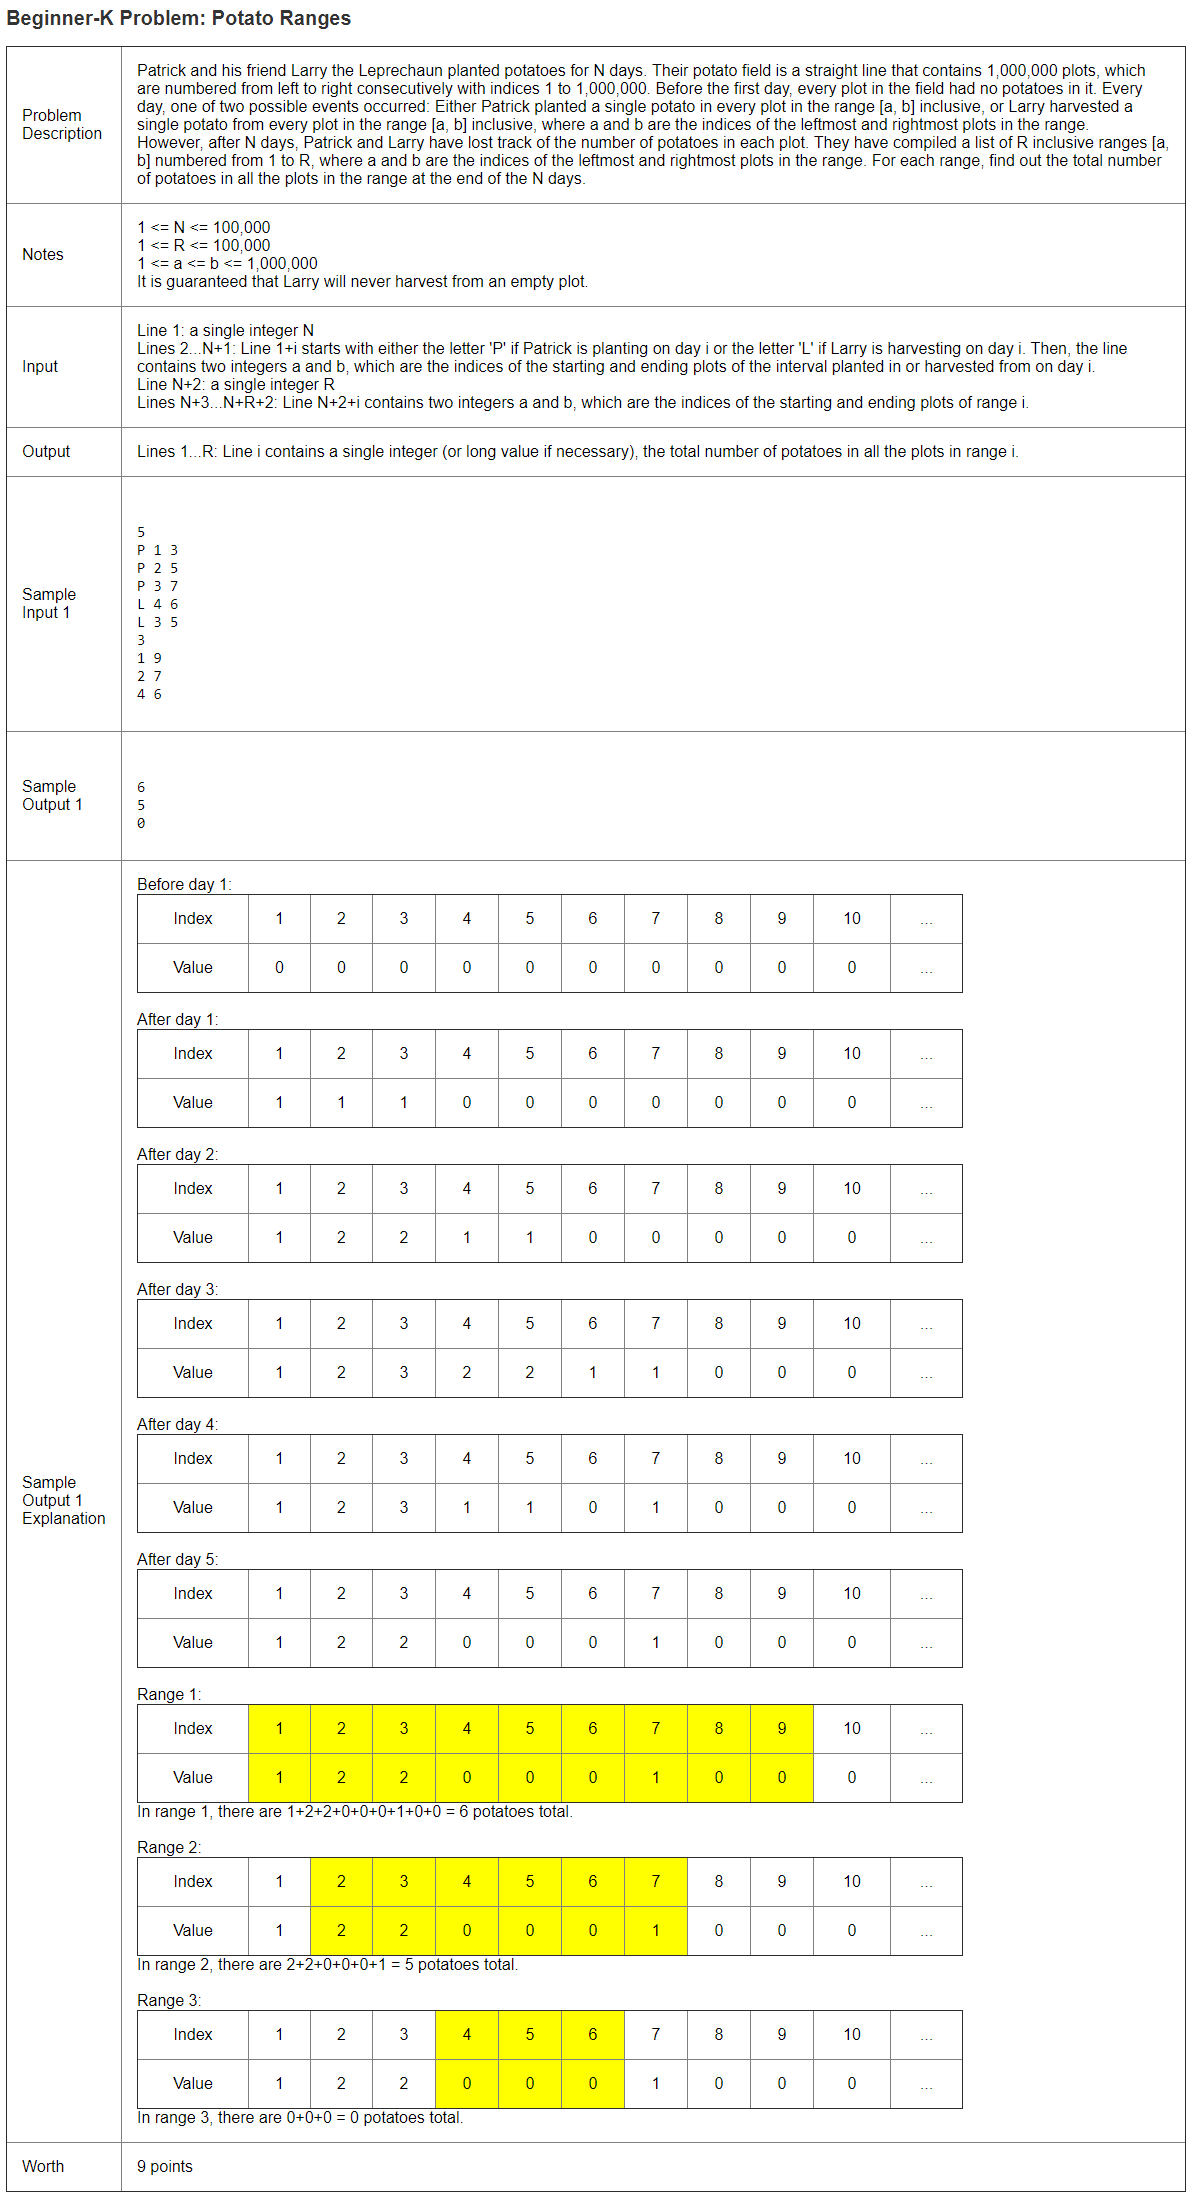 Beginner-K Problem: Potato Ranges
Problem
Description
Patrick and his friend Larry the Leprechaun planted potatoes for N days. Their potato field is a straight line that contains 1,000,000 plots, which
are numbered from left to right consecutively with indices 1 to 1,000,000. Before the first day, every plot in the field had no potatoes in it. Every
day, one of two possible events occurred: Either Patrick planted a single potato in every plot in the range [a, b] inclusive, or Larry harvested a
single potato from every plot in the range [a, b] inclusive, where a and b are the indices of the leftmost and rightmost plots in the range.
However, after N days, Patrick and Larry have lost track of the number of potatoes in each plot. They have compiled a list of R inclusive ranges [a,
b] numbered from 1 to R, where a and b are the indices of the leftmost and rightmost plots in the range. For each range, find out the total number
of potatoes in all the plots in the range at the end of the N days.
Notes
1 <= N <= 100,000
1 <= R <= 100,000
1 <= a <= b <= 1,000,000
It is guaranteed that Larry will never harvest from an empty plot.
Input
Line 1: a single integer N
Lines 2...N+1: Line 1+i starts with either the letter 'P' if Patrick is planting on day i or the letter 'L' if Larry is harvesting on day i. Then, the line
contains two integers a and b, which are the indices of the starting and ending plots of the interval planted in or harvested from on day i.
Line N+2: a single integer R
Lines N+3...N+R+2: Line N+2+i contains two integers a and b, which are the indices of the starting and ending plots of range i.
Output
Lines 1...R: Line i contains a single integer (or long value if necessary), the total number of potatoes in all the plots in range i.
Sample
Input 1
5
P 1 3
P 2 5
P 3 7
L 4 6
L 3 5
3
1 9
2 7
4 6
Sample
Output 1
6
5
0
Sample
Output 1
Explanation
Before day 1:
Index 1 2 3 4 5 6 7 8 9 10 ...
Value 0 0 0 0 0 0 0 0 0 0 ...
After day 1:
Index 1 2 3 4 5 6 7 8 9 10 ...
Value 1 1 1 0 0 0 0 0 0 0 ...
After day 2:
Index 1 2 3 4 5 6 7 8 9 10 ...
Value 1 2 2 1 1 0 0 0 0 0 ...
After day 3:
Index 1 2 3 4 5 6 7 8 9 10 ...
Value 1 2 3 2 2 1 1 0 0 0 ...
After day 4:
Index 1 2 3 4 5 6 7 8 9 10 ...
Value 1 2 3 1 1 0 1 0 0 0 ...
After day 5:
Index 1 2 3 4 5 6 7 8 9 10 ...
Value 1 2 2 0 0 0 1 0 0 0 ...
Range 1:
Index 1 2 3 4 5 6 7 8 9 10 ...
Value 1 2 2 0 0 0 1 0 0 0 ...
In range 1, there are 1+2+2+0+0+0+1+0+0 = 6 potatoes total.
Range 2:
Index 1 2 3 4 5 6 7 8 9 10 ...
Value 1 2 2 0 0 0 1 0 0 0 ...
In range 2, there are 2+2+0+0+0+1 = 5 potatoes total.
Range 3:
Index 1 2 3 4 5 6 7 8 9 10 ...
Value 1 2 2 0 0 0 1 0 0 0 ...
In range 3, there are 0+0+0 = 0 potatoes total.
Worth
9 points